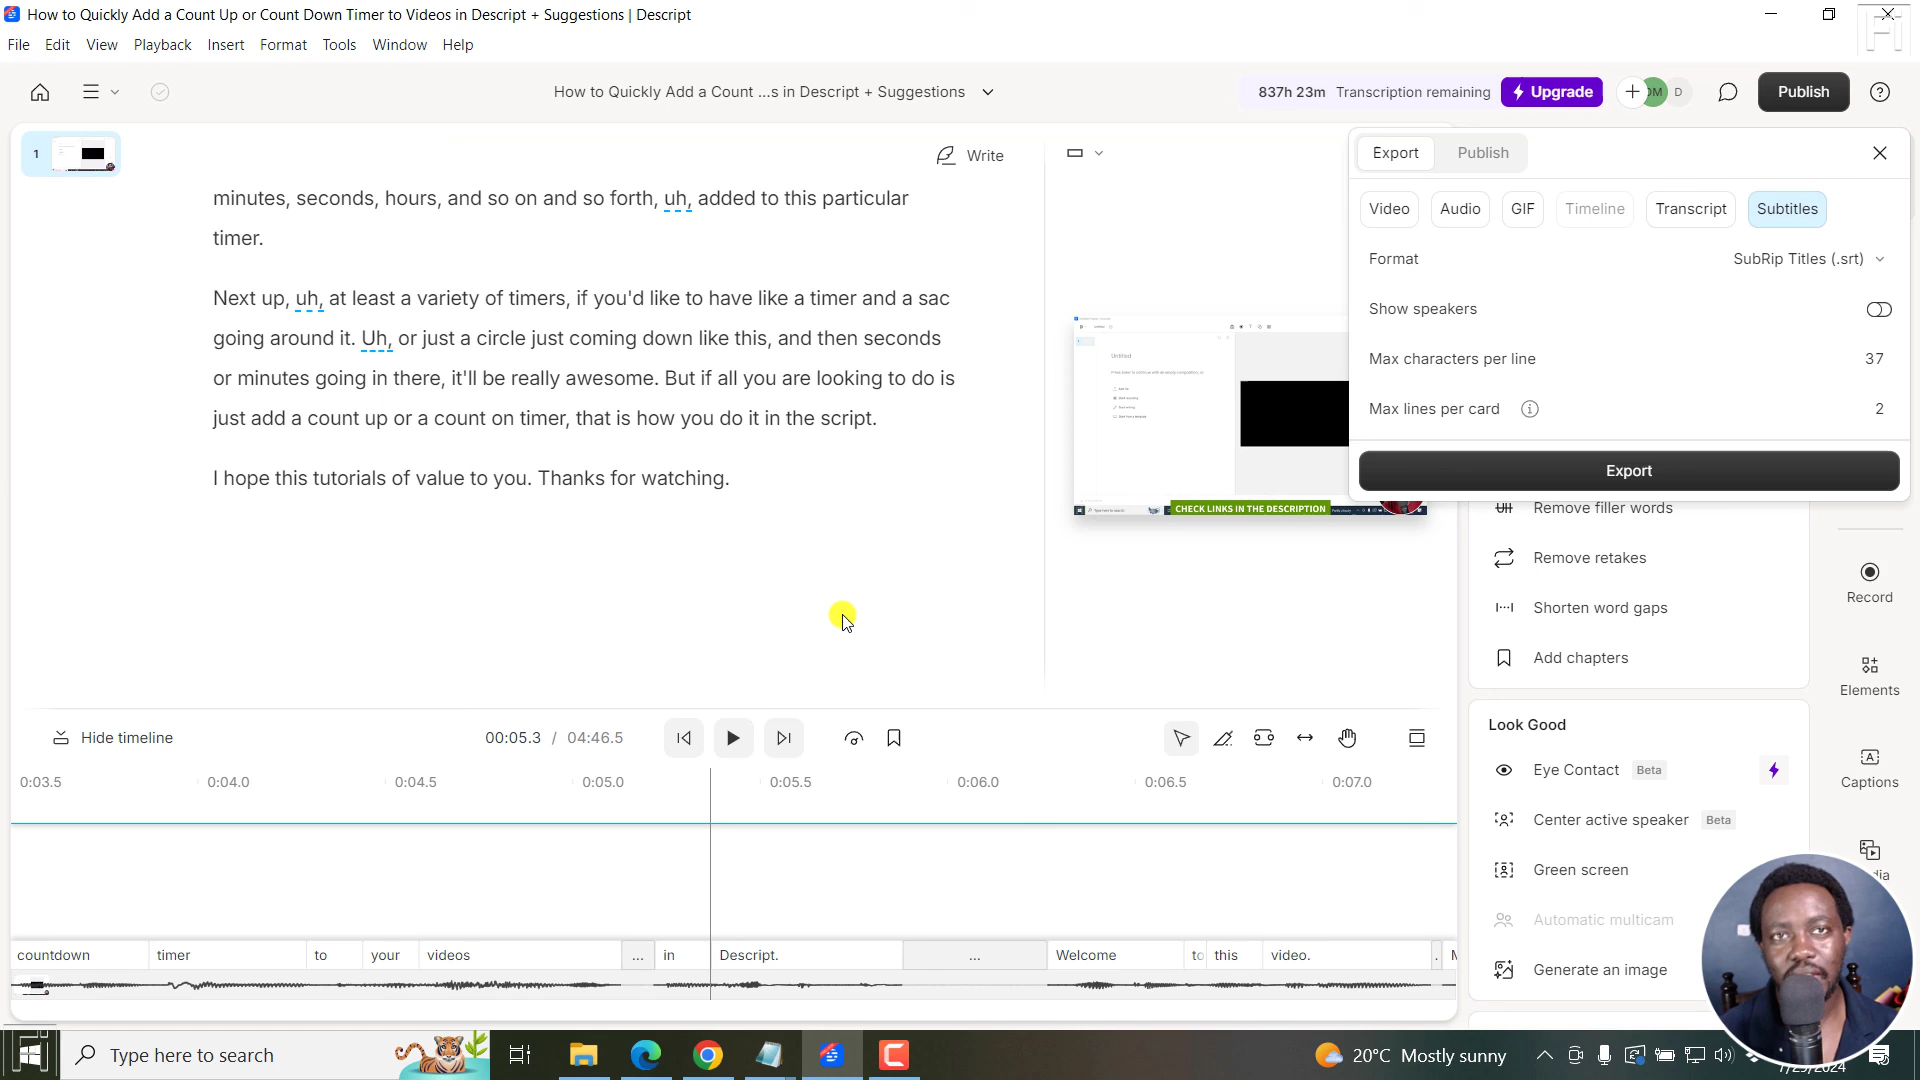 How to Quickly Add a Count Up or Count Down Timer to Videos in Descript + Suggestions | Descript
File Edit View Playback Insert Format Tools Window Help
How to Quickly Add a Count ...s in Descript + Suggestions
837h 23m Transcription remaining
Upgrade
DM
D
Publish
1
Write
minutes, seconds, hours, and so on and so forth, uh, added to this particular
timer.
Next up, uh, at least a variety of timers, if you'd like to have like a timer and a sac
going around it. Uh, or just a circle just coming down like this, and then seconds
or minutes going in there, it'll be really awesome. But if all you are looking to do is
just add a count up or a count on timer, that is how you do it in the script.
I hope this tutorials of value to you. Thanks for watching.
Untitled
CHECK LINKS IN THE DESCRIPTION
Export Publish
Video Audio GIF Timeline Transcript Subtitles
Format SubRip Titles (.srt)
Show speakers
Max characters per line 37
Max lines per card 2
Export
Remove filler words
Remove retakes
Shorten word gaps
Add chapters
Look Good
Eye Contact Beta
Center active speaker Beta
Green screen
Automatic multicam
Generate an image
Record
Elements
Captions
Hide timeline
00:05.3 / 04:46.5
0:03.5 0:04.0 0:04.5 0:05.0 0:05.5 0:06.0 0:06.5 0:07.0
countdown timer to your videos ... in Descript. ... Welcome to this video. .
Type here to search
20°C Mostly sunny
7/29/2024